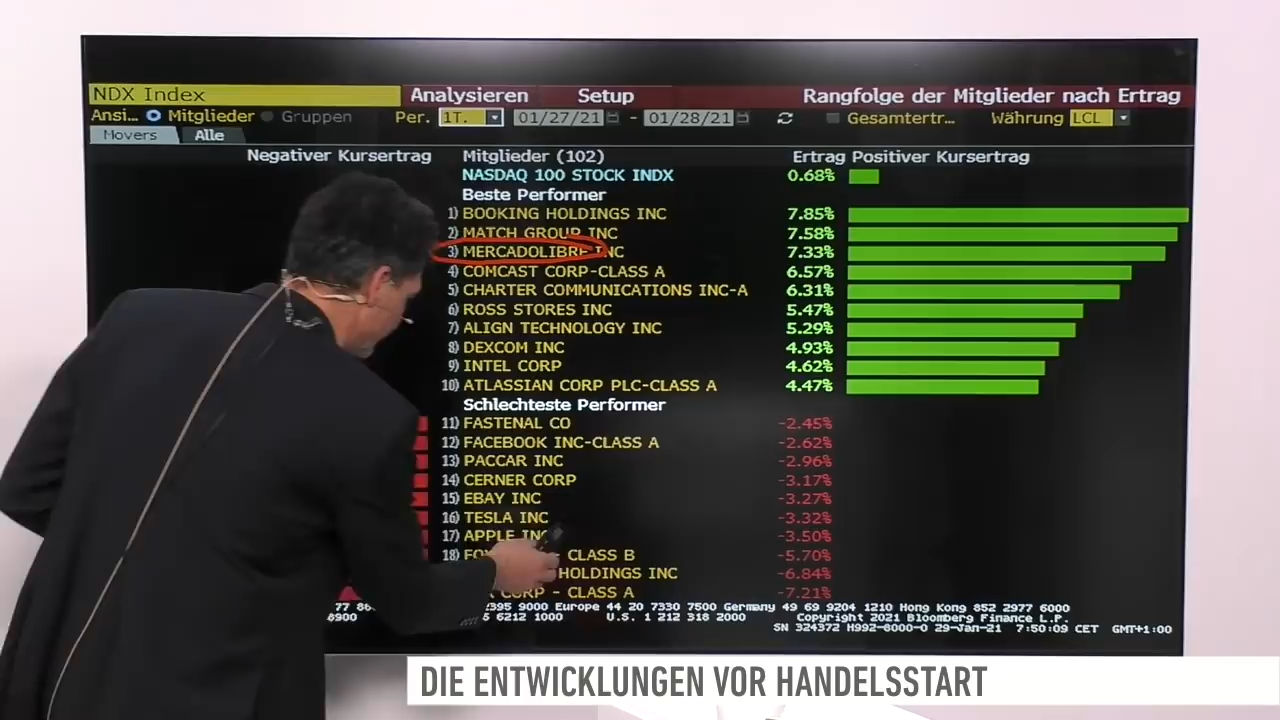 NDX Index Analysieren Setup Rangfolge der Mitglieder nach Ertrag
Ansi... Mitglieder Gruppen Per. 1T. 01/27/21 - 01/28/21 Gesamtertr... Währung LCL
Movers Alle
Negativer Kursertrag Mitglieder (102) Ertrag Positiver Kursertrag
NASDAQ 100 STOCK INDX 0.68%
Beste Performer
1) BOOKING HOLDINGS INC 7.85%
2) MATCH GROUP INC 7.58%
3) MERCADOLIBRE INC 7.33%
4) COMCAST CORP-CLASS A 6.57%
5) CHARTER COMMUNICATIONS INC-A 6.31%
6) ROSS STORES INC 5.47%
7) ALIGN TECHNOLOGY INC 5.29%
8) DEXCOM INC 4.93%
9) INTEL CORP 4.62%
10) ATLASSIAN CORP PLC-CLASS A 4.47%
Schlechteste Performer
11) FASTENAL CO -2.45%
12) FACEBOOK INC-CLASS A -2.62%
13) PACCAR INC -2.96%
14) CERNER CORP -3.17%
15) EBAY INC -3.27%
16) TESLA INC -3.32%
17) APPLE INC -3.50%
18) - CLASS B -5.70%
HOLDINGS INC -6.84%
CORP - CLASS A -7.21%
2395 9000 Europe 44 20 7330 7500 Germany 49 69 9204 1210 Hong Kong 852 2977 6000
8900 6212 1000 U.S. 1 212 318 2000 Copyright 2021 Bloomberg Finance L.P.
SN 324372 H992-8000-0 29-Jan-21 7:50:09 CET GMT+1:00
DIE ENTWICKLUNGEN VOR HANDELSSTART